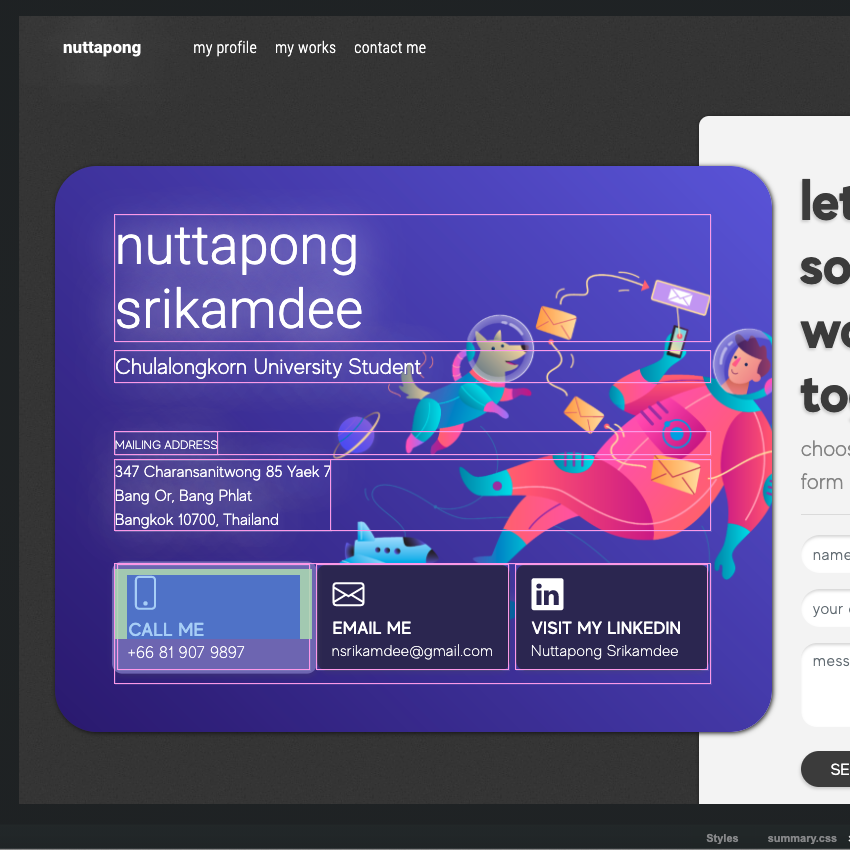 nuttapong my profile my works contact me
nuttapong
srikamdee
Chulalongkorn University Student
MAILING ADDRESS
347 Charansanitwong 85 Yaek 7
Bang Or, Bang Phlat
Bangkok 10700, Thailand
CALL ME
+66 81 907 9897
EMAIL ME
nsrikamdee@gmail.com
VISIT MY LINKEDIN
Nuttapong Srikamdee
let
so
wo
to
choos
form
name
your
mess
SE
Styles summary.css